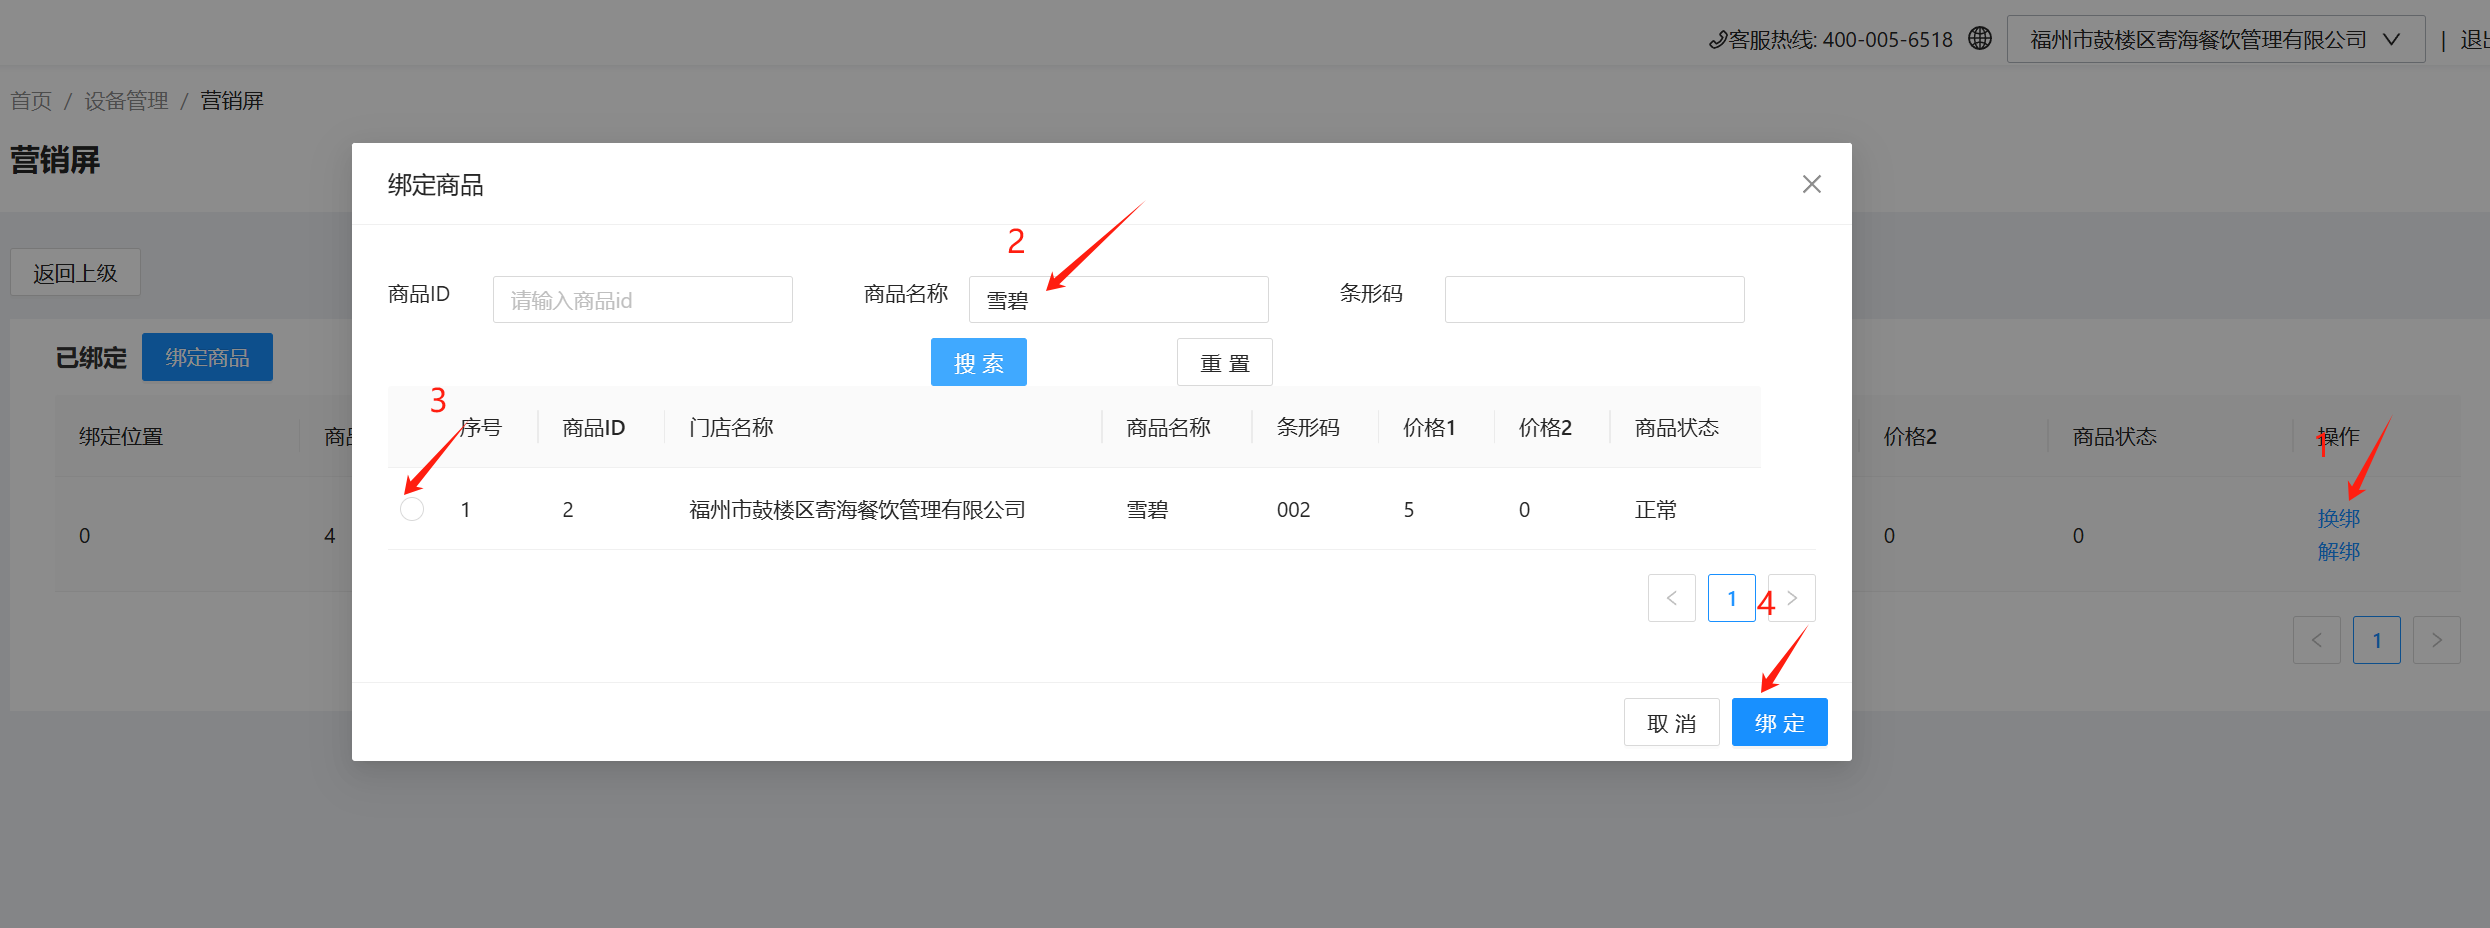 客服热线: 400-005-6518
福州市鼓楼区寄海餐饮管理有限公司
|
首页 / 设备管理 / 营销屏
营销屏
返回上级
已绑定
绑定商品
绑定位置
价格2
商品状态
操作
1
0
4
0
0
换绑
解绑
< 1 >
绑定商品
2
商品ID
请输入商品id
商品名称
雪碧
条形码
搜 索
重 置
3
序号 商品ID 门店名称 商品名称 条形码 价格1 价格2 商品状态
1 2 福州市鼓楼区寄海餐饮管理有限公司 雪碧 002 5 0 正常
< 1 >
4
取 消
绑 定